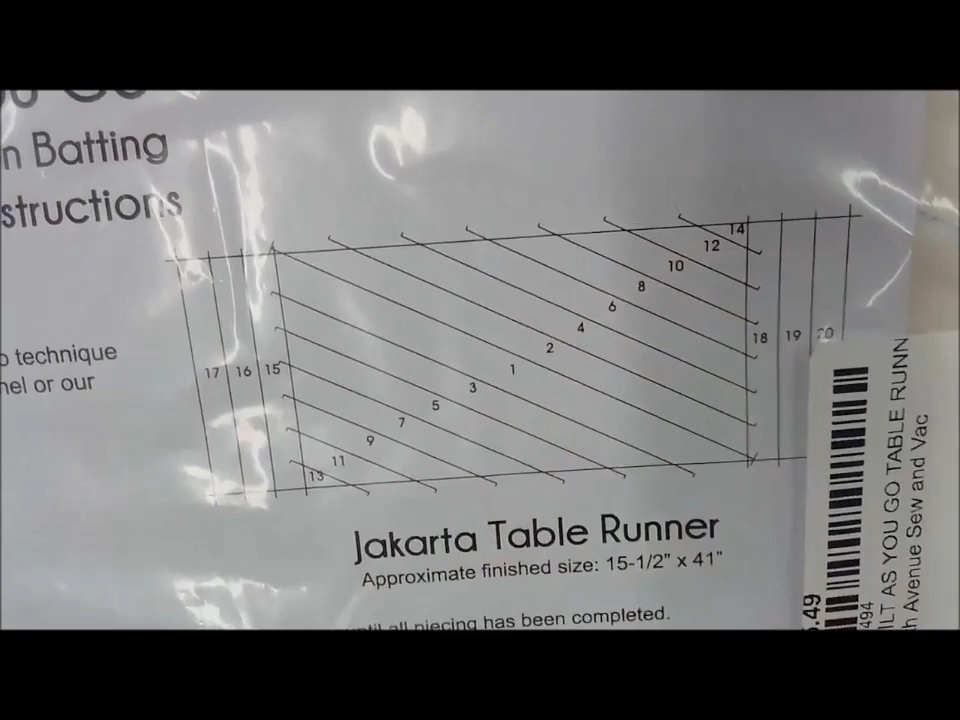 n Batting
structions
technique
nel or our
14
12
10
8
6
4
2
1
3
5
7
9
11
13
17 16 15
18 19 20
Jakarta Table Runner
Approximate finished size: 15-1/2" x 41"
until all piecing has been completed.
.49
494
ILT AS YOU GO TABLE RUNN
h Avenue Sew and Vac